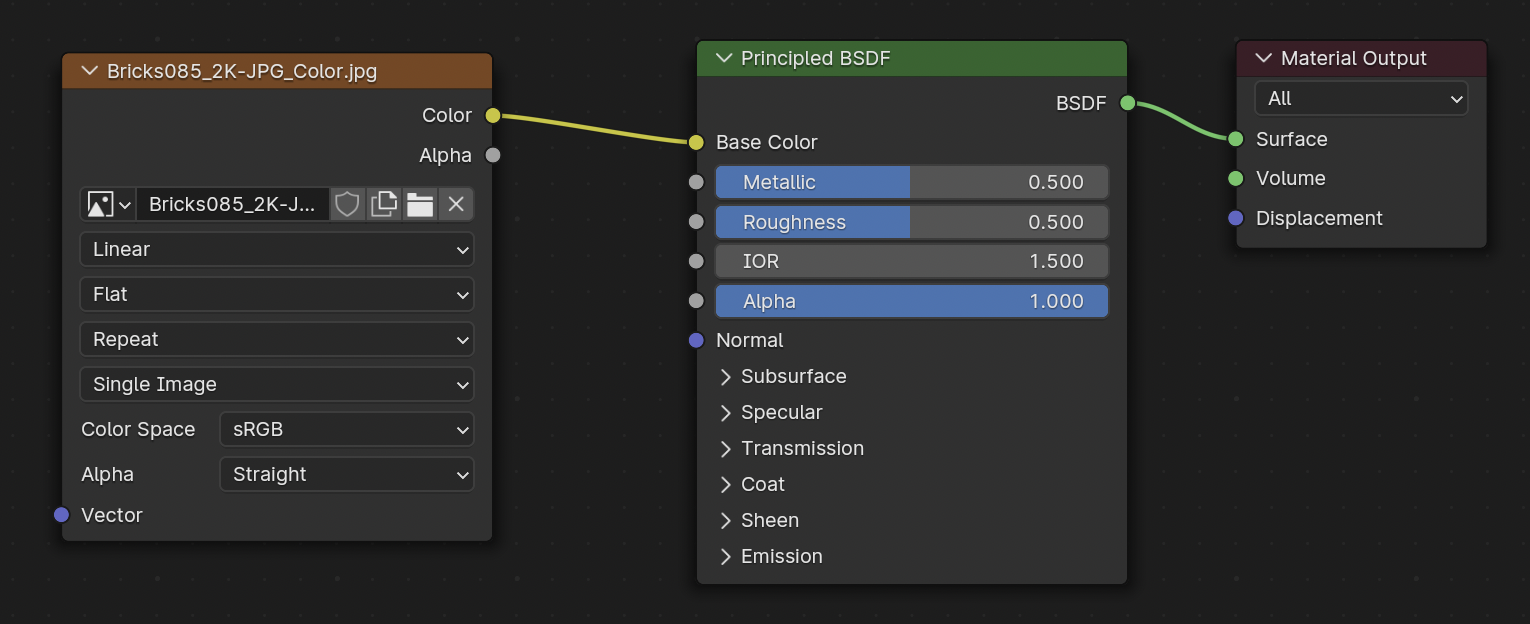 Bricks085_2K-JPG_Color.jpg
Color
Alpha
Bricks085_2K-J...
Linear
Flat
Repeat
Single Image
Color Space sRGB
Alpha Straight
Vector
Principled BSDF
BSDF
Base Color
Metallic 0.500
Roughness 0.500
IOR 1.500
Alpha 1.000
Normal
Subsurface
Specular
Transmission
Coat
Sheen
Emission
Material Output
All
Surface
Volume
Displacement